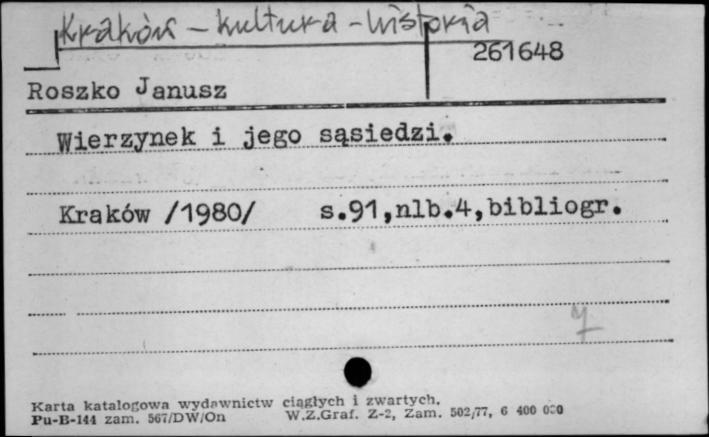 Kraków - kultura - historia
261648
Roszko Janusz
Wierzynek i jego sąsiedzi.
Kraków /1980/ s.91,nlb.4,bibliogr.
7
Karta katalogowa wydawnictw ciągłych i zwartych.
Pu-B-144 zam. 567/DW/On W.Z.Graf. Z-2, Zam. 502/77, 6 400 000